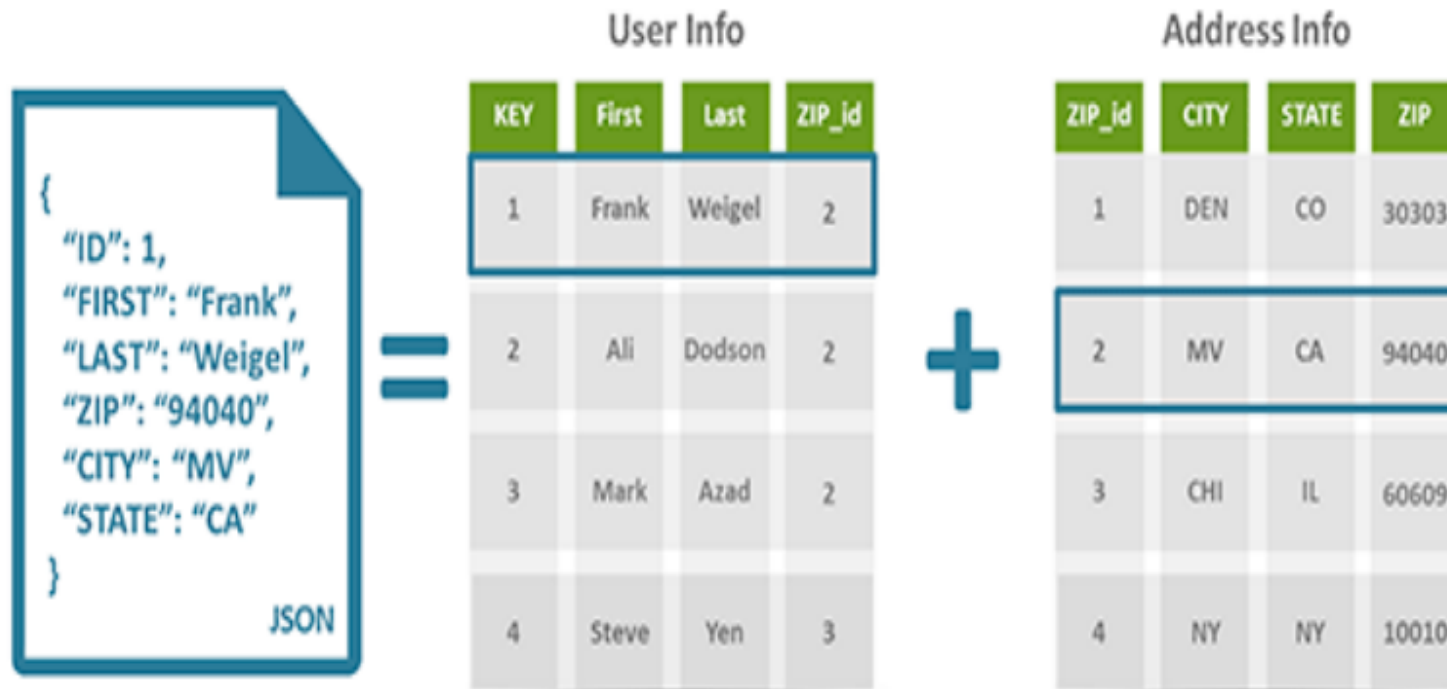 User Info
Address Info
{
“ID”: 1,
“FIRST”: “Frank”,
“LAST”: “Weigel”,
“ZIP”: “94040”,
“CITY”: “MV”,
“STATE”: “CA”
}
JSON
=
KEY First Last ZIP_id
1 Frank Weigel 2
2 Ali Dodson 2
3 Mark Azad 2
4 Steve Yen 3
+
ZIP_id CITY STATE ZIP
1 DEN CO 30303
2 MV CA 94040
3 CHI IL 60609
4 NY NY 10010